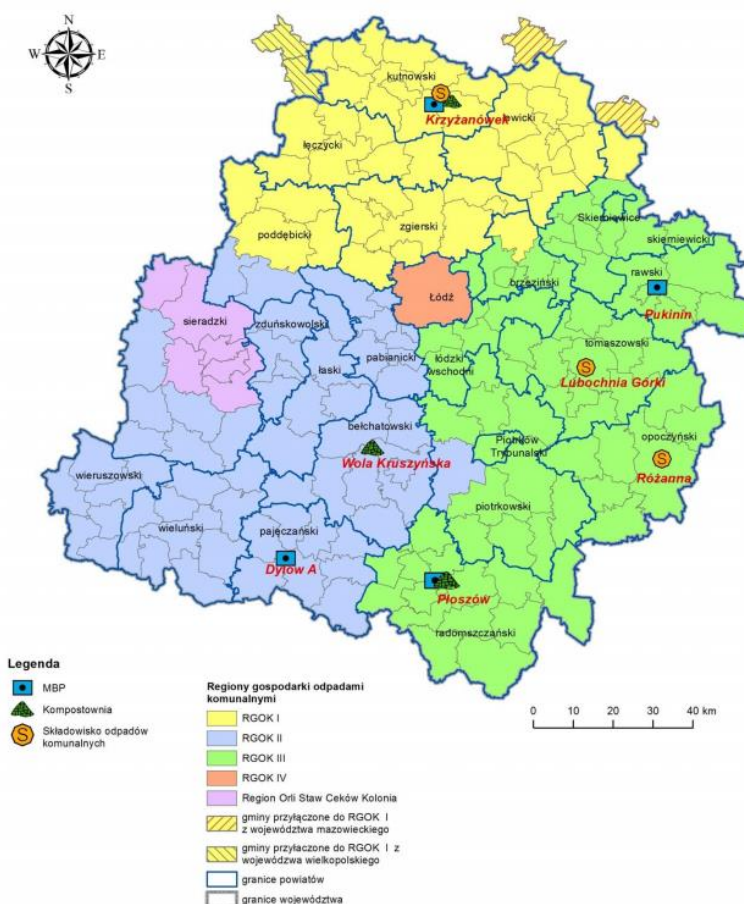 N
W
E
S
kutnowski
S
Krzyżanówek
łowicki
łęczycki
Skierniewice
poddębicki
zgierski
skierniewicki
brzeziński
rawski
Łódź
Pukinin
sieradzki
zduńskowolski
tomaszowski
pabianicki
łódzki
wschodni
łaski
S
Lubochnia Górki
bełchatowski
Piotrków
Trybunalski
opoczyński
Wola Kruszyńska
S
Różanna
wieruszowski
wieluński
piotrkowski
pajęczański
Dylów A
Płoszów
radomszczański
Legenda
MBP
Kompostownia
S
Składowisko odpadów
komunalnych
Regiony gospodarki odpadami
komunalnymi
RGOK I
RGOK II
RGOK III
RGOK IV
Region Orli Staw Ceków Kolonia
gminy przyłączone do RGOK I
z województwa mazowieckiego
gminy przyłaczone do RGOK I z
wojewódzwa wielkopolskiego
granice powiatów
granice województwa
0 10 20 30 40 km